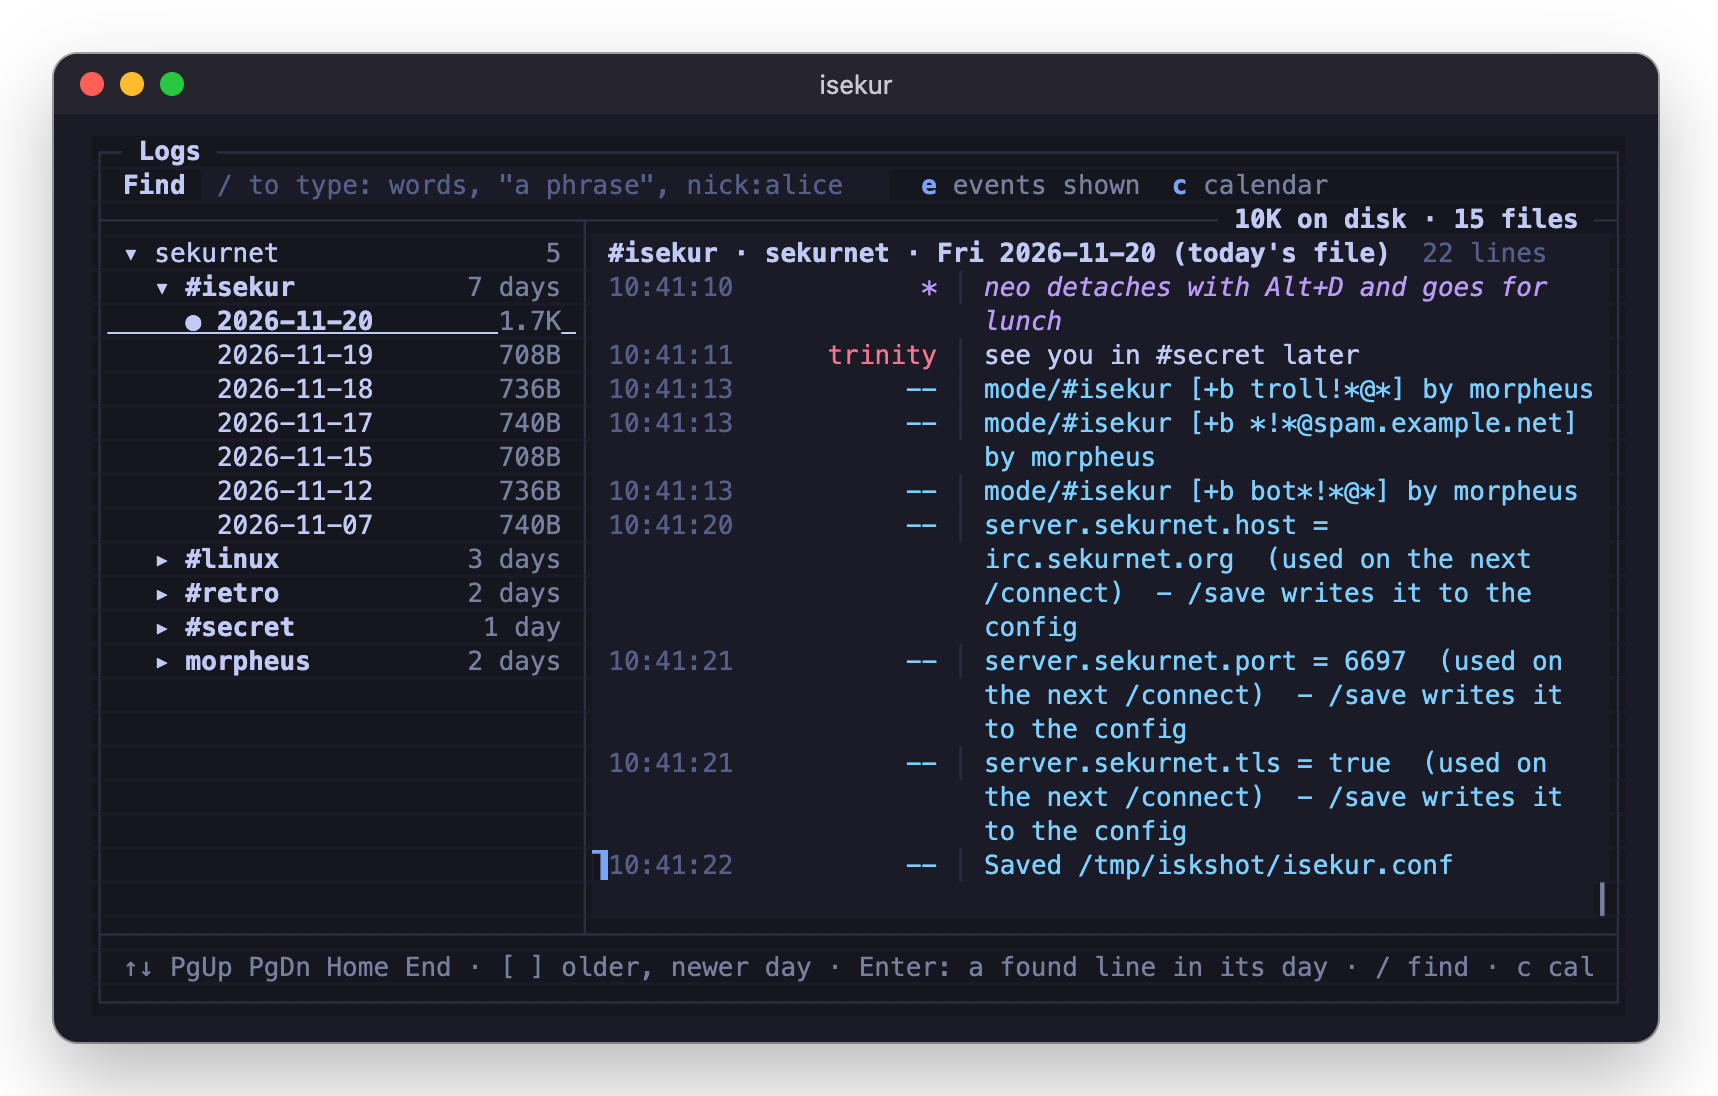 isekur
Logs
Find / to type: words, "a phrase", nick:alice e events shown c calendar
10K on disk · 15 files
▾ sekurnet 5
▾ #isekur 7 days
● 2026-11-20 1.7K
2026-11-19 708B
2026-11-18 736B
2026-11-17 740B
2026-11-15 708B
2026-11-12 736B
2026-11-07 740B
▸ #linux 3 days
▸ #retro 2 days
▸ #secret 1 day
▸ morpheus 2 days
#isekur · sekurnet · Fri 2026-11-20 (today's file) 22 lines
10:41:10 * neo detaches with Alt+D and goes for
lunch
10:41:11 trinity see you in #secret later
10:41:13 -- mode/#isekur [+b troll!*@*] by morpheus
10:41:13 -- mode/#isekur [+b *!*@spam.example.net]
by morpheus
10:41:13 -- mode/#isekur [+b bot*!*@*] by morpheus
10:41:20 -- server.sekurnet.host =
irc.sekurnet.org (used on the next
/connect) - /save writes it to the
config
10:41:21 -- server.sekurnet.port = 6697 (used on
the next /connect) - /save writes it
to the config
10:41:21 -- server.sekurnet.tls = true (used on
the next /connect) - /save writes it
to the config
10:41:22 -- Saved /tmp/iskshot/isekur.conf
↑↓ PgUp PgDn Home End · [ ] older, newer day · Enter: a found line in its day · / find · c cal